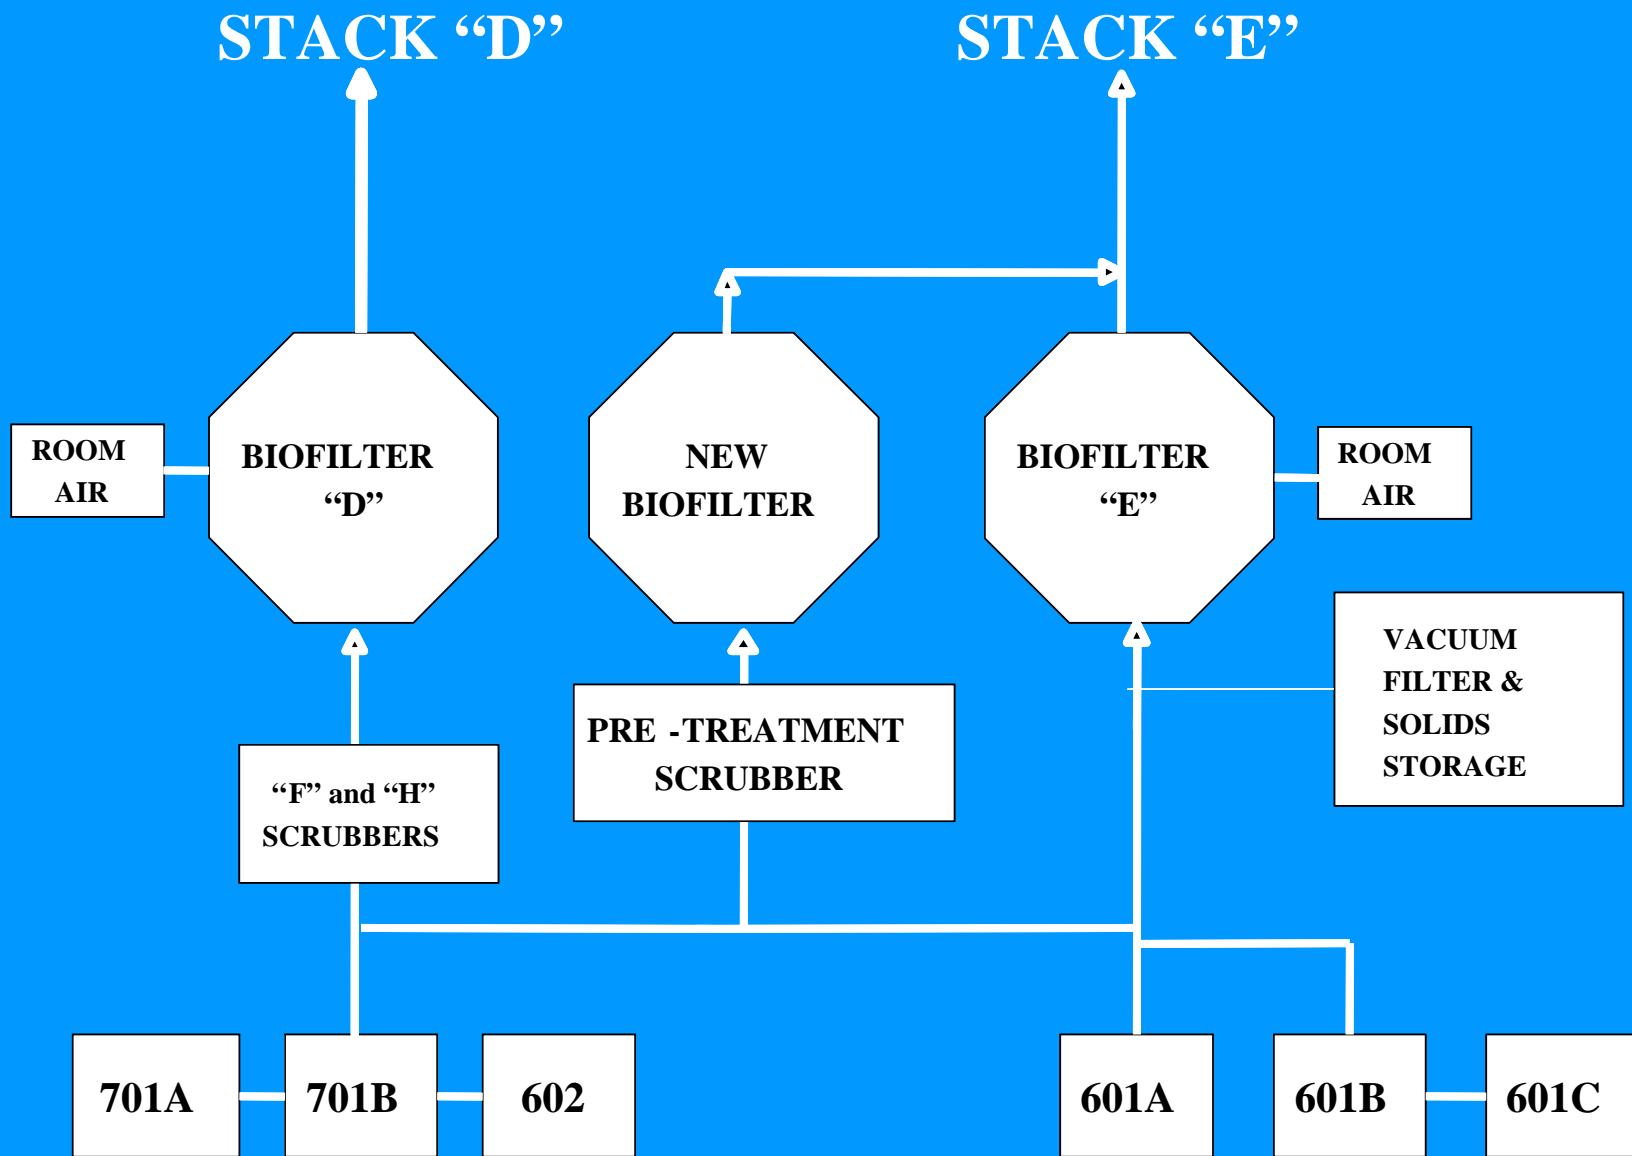 STACK “D”
STACK “E”
ROOM
AIR
BIOFILTER
“D”
NEW
BIOFILTER
BIOFILTER
“E”
ROOM
AIR
VACUUM
FILTER &
SOLIDS
STORAGE
PRE -TREATMENT
SCRUBBER
“F” and “H”
SCRUBBERS
701A
701B
602
601A
601B
601C